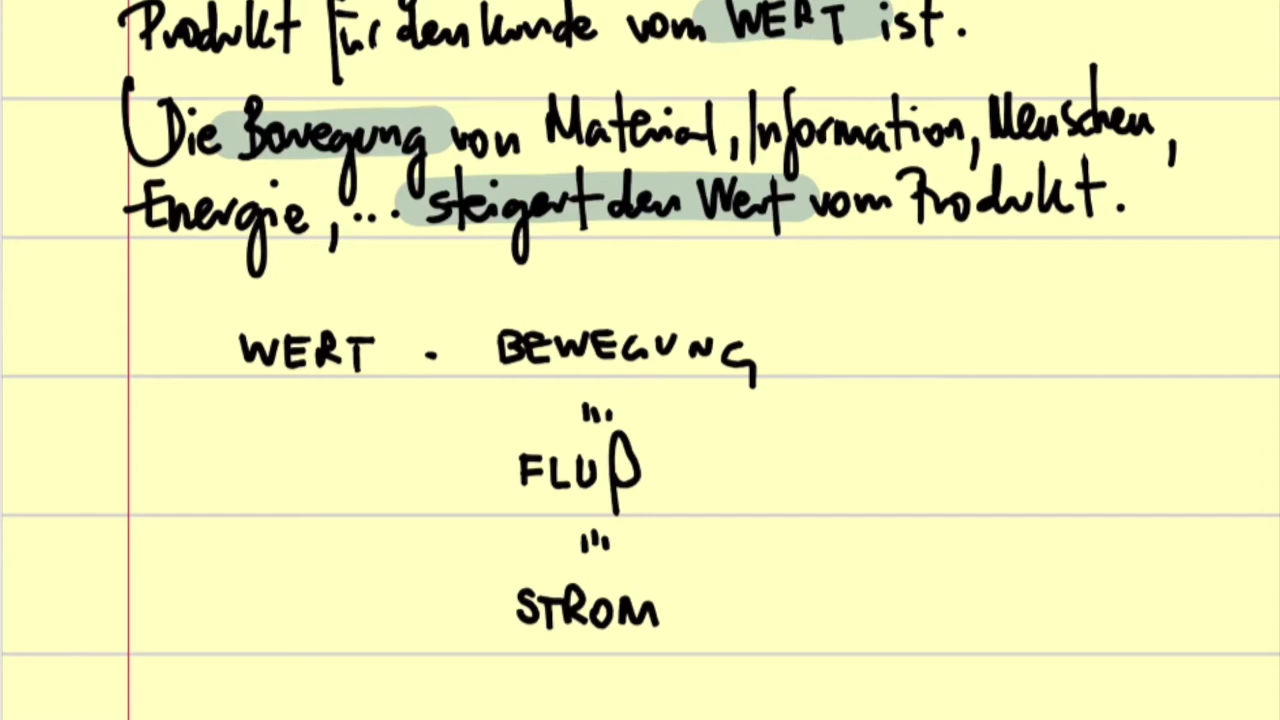 Produkt für den Kunde vom WERT ist.
Die Bewegung von Material, Information, Menschen,
Energie, ... steigert den Wert vom Produkt.
WERT - BEWEGUNG
FLUß
STROM